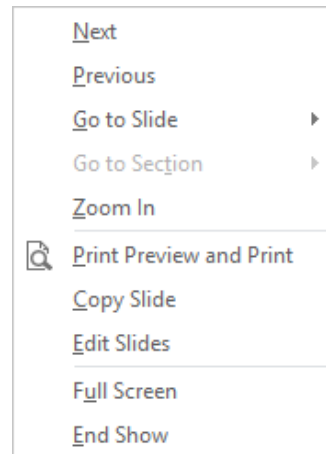 Next
Previous
Go to Slide
Go to Section
Zoom In
Print Preview and Print
Copy Slide
Edit Slides
Full Screen
End Show